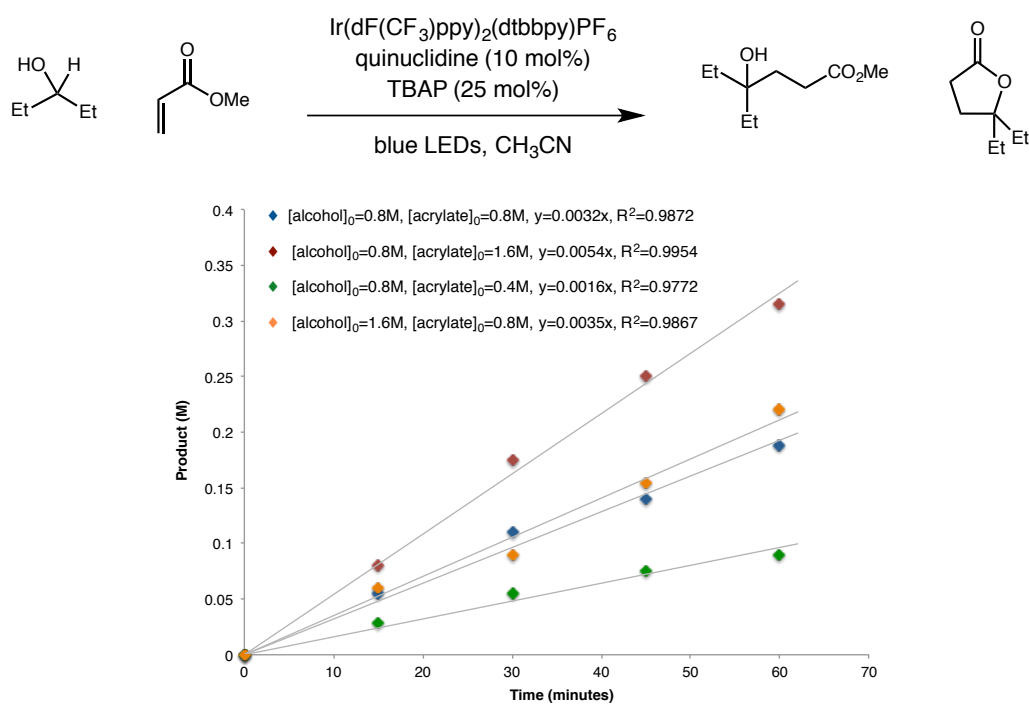 Ir(dF(CF₃)ppy)₂(dtbbpy)PF₆
quinuclidine (10 mol%)
TBAP (25 mol%)
blue LEDs, CH₃CN
HO H
Et Et
O
OMe
OH
Et CO₂Me
Et
O
O
Et
Et
[alcohol]₀=0.8M, [acrylate]₀=0.8M, y=0.0032x, R²=0.9872
[alcohol]₀=0.8M, [acrylate]₀=1.6M, y=0.0054x, R²=0.9954
[alcohol]₀=0.8M, [acrylate]₀=0.4M, y=0.0016x, R²=0.9772
[alcohol]₀=1.6M, [acrylate]₀=0.8M, y=0.0035x, R²=0.9867
Product (M)
0.4
0.35
0.3
0.25
0.2
0.15
0.1
0.05
0
0 10 20 30 40 50 60 70
Time (minutes)